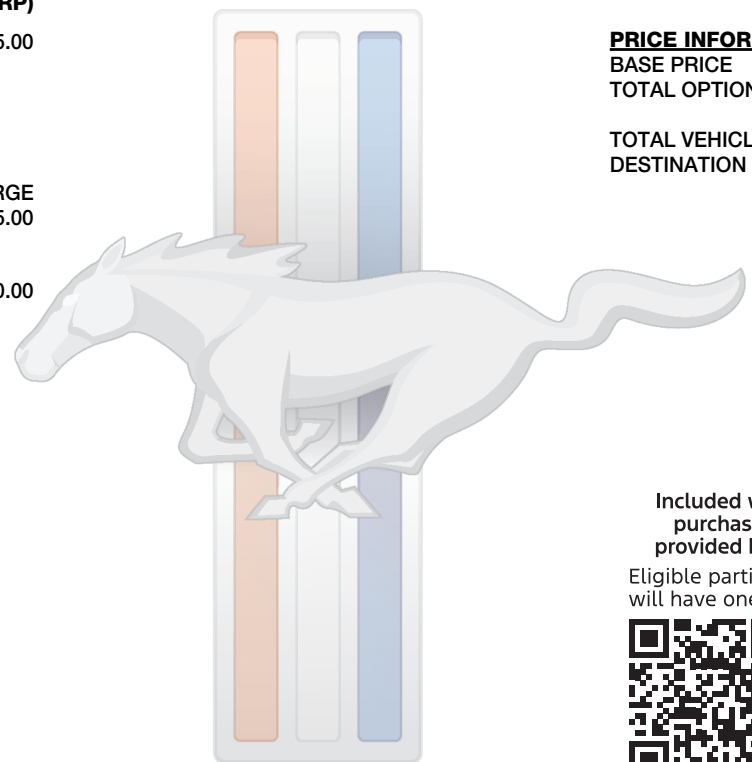 RP)
5.00
RGE
5.00
0.00
PRICE INFOR
BASE PRICE
TOTAL OPTION
TOTAL VEHICL
DESTINATION
Included w
purchas
provided b
Eligible parti
will have one